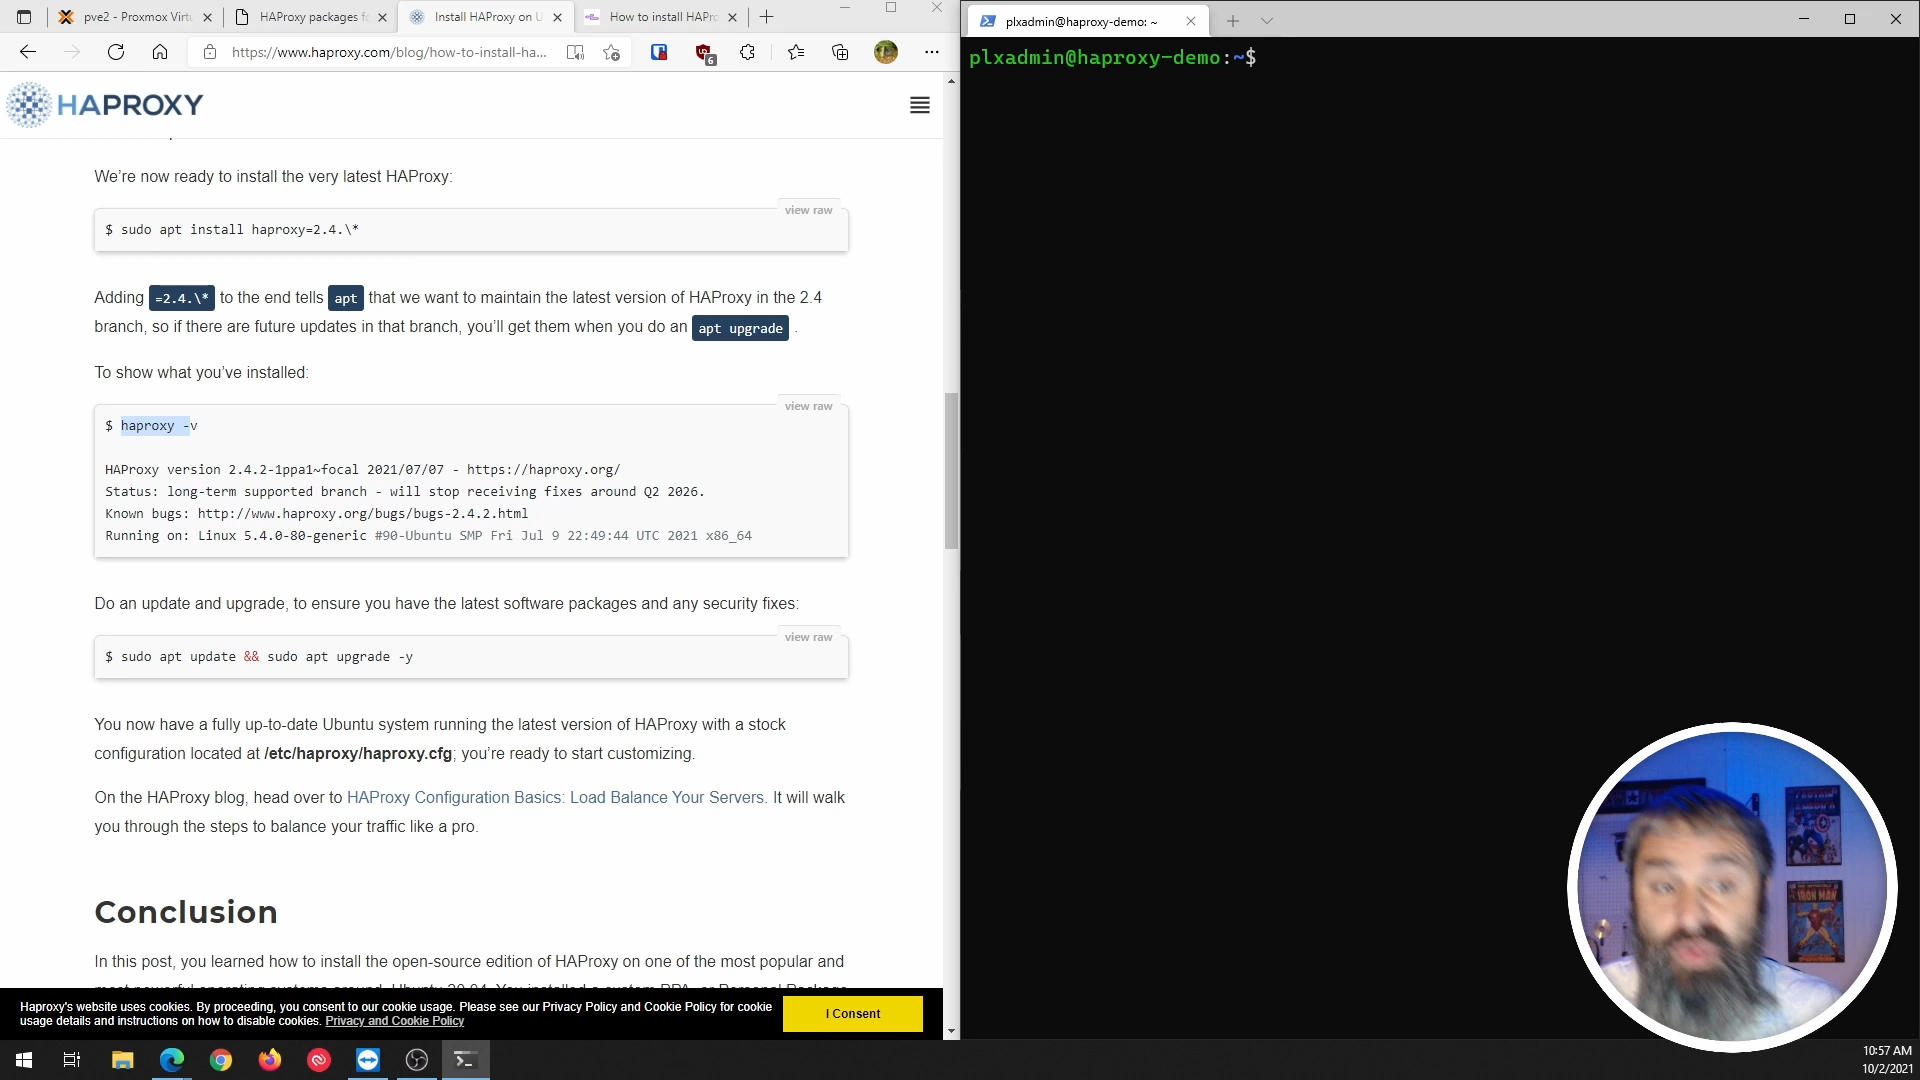 pve2 - Proxmox Virtu
HAProxy packages fo
Install HAProxy on U
How to install HAPro
https://www.haproxy.com/blog/how-to-install-ha...
6
HAPROXY
We're now ready to install the very latest HAProxy:
view raw
$ sudo apt install haproxy=2.4.\*
Adding =2.4.\* to the end tells apt that we want to maintain the latest version of HAProxy in the 2.4
branch, so if there are future updates in that branch, you'll get them when you do an apt upgrade .
To show what you've installed:
view raw
$ haproxy -v
HAProxy version 2.4.2-1ppa1~focal 2021/07/07 - https://haproxy.org/
Status: long-term supported branch - will stop receiving fixes around Q2 2026.
Known bugs: http://www.haproxy.org/bugs/bugs-2.4.2.html
Running on: Linux 5.4.0-80-generic #90-Ubuntu SMP Fri Jul 9 22:49:44 UTC 2021 x86_64
Do an update and upgrade, to ensure you have the latest software packages and any security fixes:
view raw
$ sudo apt update && sudo apt upgrade -y
You now have a fully up-to-date Ubuntu system running the latest version of HAProxy with a stock
configuration located at /etc/haproxy/haproxy.cfg; you're ready to start customizing.
On the HAProxy blog, head over to HAProxy Configuration Basics: Load Balance Your Servers. It will walk
you through the steps to balance your traffic like a pro.
Conclusion
In this post, you learned how to install the open-source edition of HAProxy on one of the most popular and
Haproxy's website uses cookies. By proceeding, you consent to our cookie usage. Please see our Privacy Policy and Cookie Policy for cookie
usage details and instructions on how to disable cookies. Privacy and Cookie Policy
I Consent
plxadmin@haproxy-demo: ~
plxadmin@haproxy-demo:~$
CAPTAIN AMERICA
IRON MAN
10:57 AM
10/2/2021